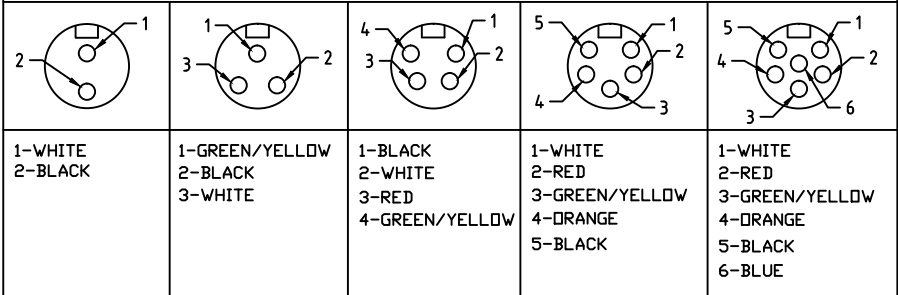 1
2
1
3
2
4
1
3
2
5
1
2
4
3
5
1
4
2
3
6
1-WHITE
2-BLACK
1-GREEN/YELLOW
2-BLACK
3-WHITE
1-BLACK
2-WHITE
3-RED
4-GREEN/YELLOW
1-WHITE
2-RED
3-GREEN/YELLOW
4-ORANGE
5-BLACK
1-WHITE
2-RED
3-GREEN/YELLOW
4-ORANGE
5-BLACK
6-BLUE